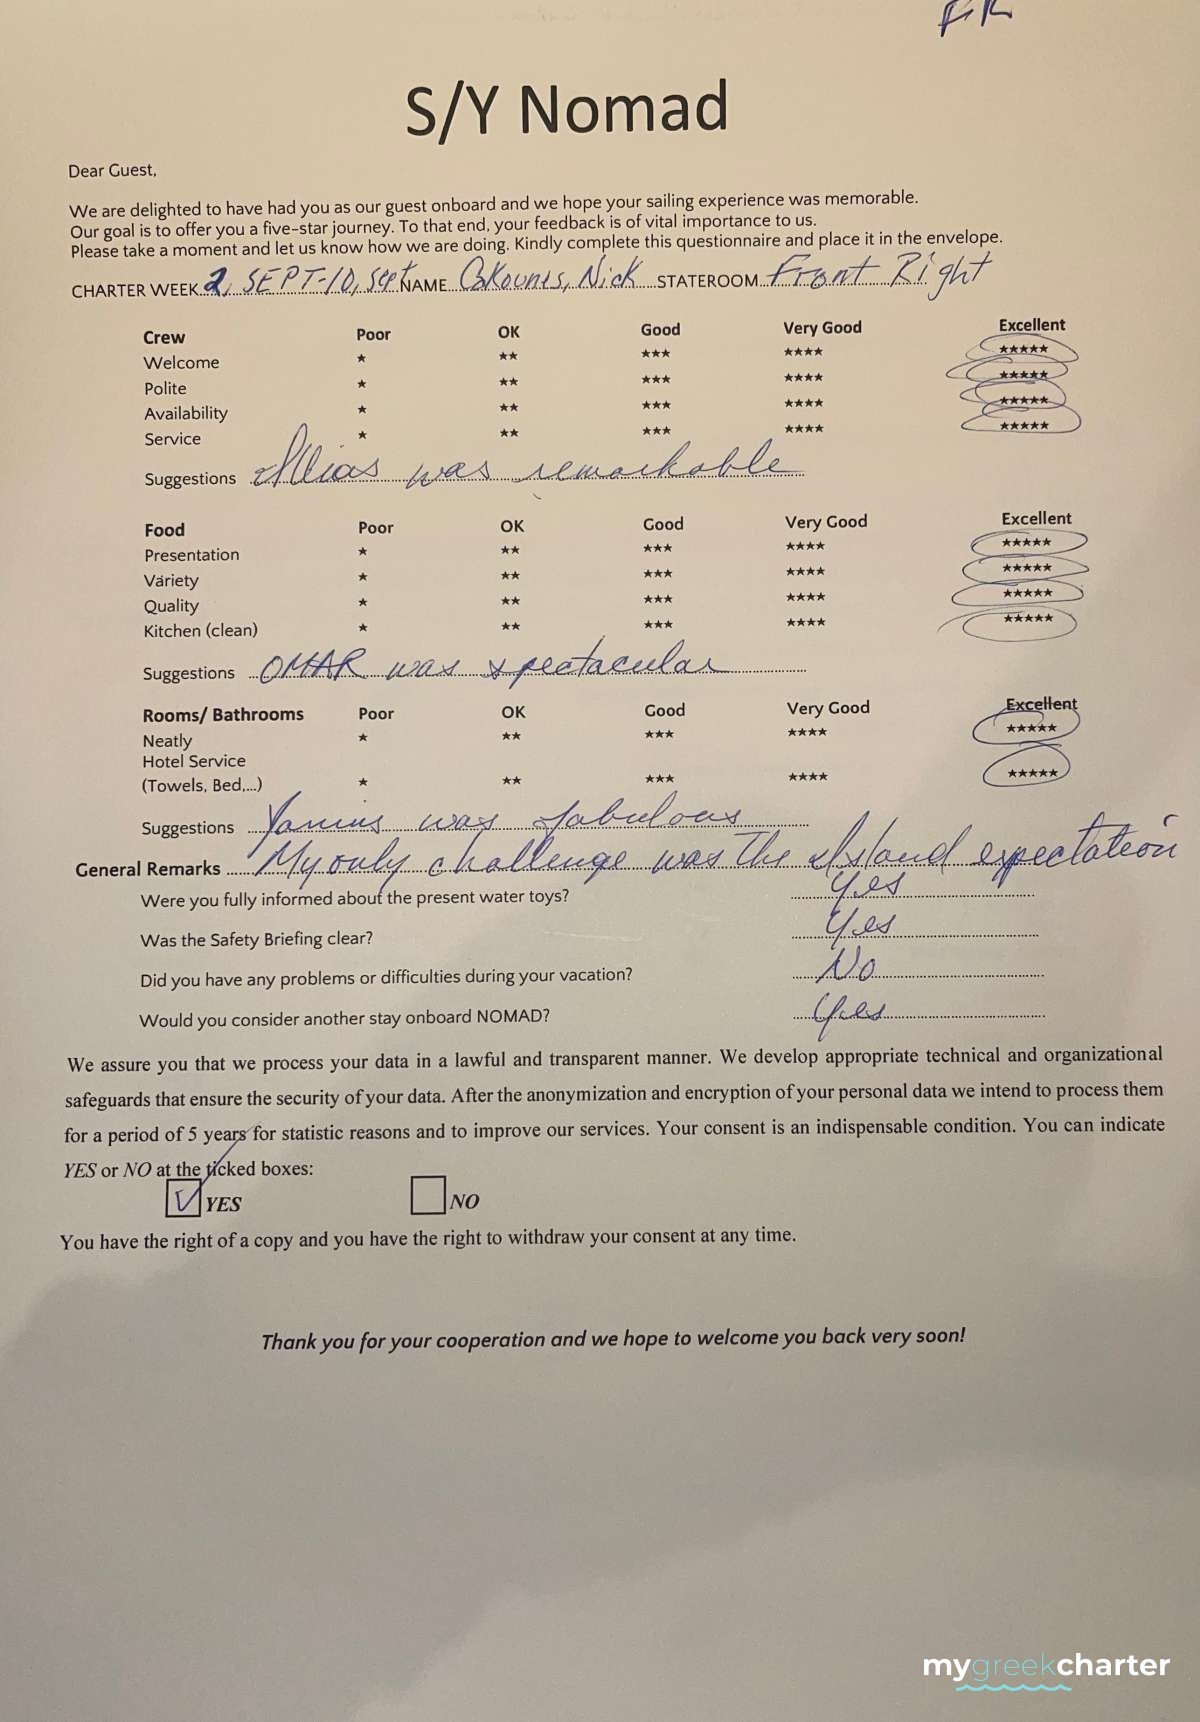 FR
S/Y Nomad
Dear Guest,
We are delighted to have had you as our guest onboard and we hope your sailing experience was memorable.
Our goal is to offer you a five-star journey. To that end, your feedback is of vital importance to us.
Please take a moment and let us know how we are doing. Kindly complete this questionnaire and place it in the envelope.
CHARTER WEEK 2, SEPT-10, Sept NAME , Nick STATEROOM Front Right
Crew Poor OK Good Very Good Excellent
Welcome ★ ★★ ★★★ ★★★★ ★★★★★
Polite ★ ★★ ★★★ ★★★★ ★★★★★
Availability ★ ★★ ★★★ ★★★★ ★★★★★
Service ★ ★★ ★★★ ★★★★ ★★★★★
Suggestions Illias was remarkable
Food Poor OK Good Very Good Excellent
Presentation ★ ★★ ★★★ ★★★★ ★★★★★
Variety ★ ★★ ★★★ ★★★★ ★★★★★
Quality ★ ★★ ★★★ ★★★★ ★★★★★
Kitchen (clean) ★ ★★ ★★★ ★★★★ ★★★★★
Suggestions OMAR was spectacular
Rooms/ Bathrooms Poor OK Good Very Good Excellent
Neatly ★ ★★ ★★★ ★★★★ ★★★★★
Hotel Service
(Towels, Bed,...) ★ ★★ ★★★ ★★★★ ★★★★★
Suggestions was fabulous
General Remarks My only challenge was The Island expectation
Were you fully informed about the present water toys? Yes
Was the Safety Briefing clear? Yes
Did you have any problems or difficulties during your vacation? No
Would you consider another stay onboard NOMAD? Yes
We assure you that we process your data in a lawful and transparent manner. We develop appropriate technical and organizational
safeguards that ensure the security of your data. After the anonymization and encryption of your personal data we intend to process them
for a period of 5 years for statistic reasons and to improve our services. Your consent is an indispensable condition. You can indicate
YES or NO at the ticked boxes:
YES NO
You have the right of a copy and you have the right to withdraw your consent at any time.
Thank you for your cooperation and we hope to welcome you back very soon!
mygreekcharter